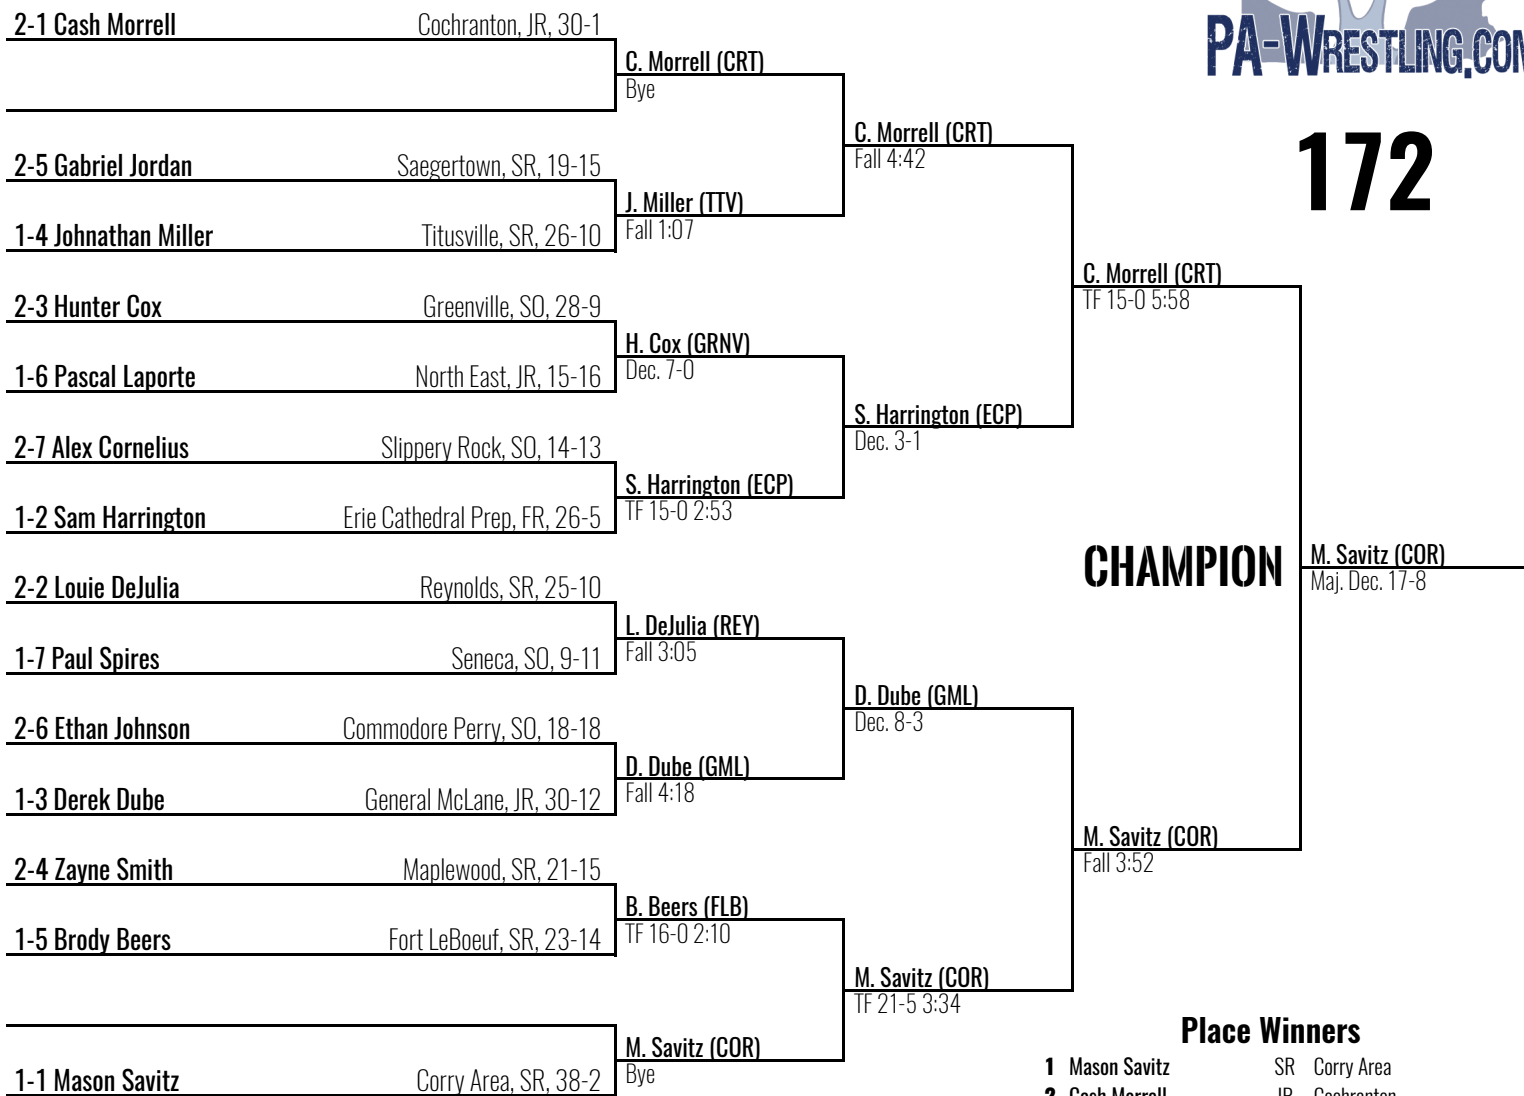 2-1 Cash Morrell Cochranton, JR, 30-1
C. Morrell (CRT)
Bye
2-5 Gabriel Jordan Saegertown, SR, 19-15
1-4 Johnathan Miller Titusville, SR, 26-10
J. Miller (TTV)
Fall 1:07
C. Morrell (CRT)
Fall 4:42
2-3 Hunter Cox Greenville, SO, 28-9
1-6 Pascal Laporte North East, JR, 15-16
H. Cox (GRNV)
Dec. 7-0
2-7 Alex Cornelius Slippery Rock, SO, 14-13
1-2 Sam Harrington Erie Cathedral Prep, FR, 26-5
S. Harrington (ECP)
TF 15-0 2:53
S. Harrington (ECP)
Dec. 3-1
C. Morrell (CRT)
TF 15-0 5:58
2-2 Louie DeJulia Reynolds, SR, 25-10
1-7 Paul Spires Seneca, SO, 9-11
L. DeJulia (REY)
Fall 3:05
2-6 Ethan Johnson Commodore Perry, SO, 18-18
1-3 Derek Dube General McLane, JR, 30-12
D. Dube (GML)
Fall 4:18
D. Dube (GML)
Dec. 8-3
2-4 Zayne Smith Maplewood, SR, 21-15
1-5 Brody Beers Fort LeBoeuf, SR, 23-14
B. Beers (FLB)
TF 16-0 2:10
1-1 Mason Savitz Corry Area, SR, 38-2
M. Savitz (COR)
Bye
M. Savitz (COR)
TF 21-5 3:34
M. Savitz (COR)
Fall 3:52
CHAMPION
M. Savitz (COR)
Maj. Dec. 17-8
PA-WRESTLING.COM
172
Place Winners
1 Mason Savitz SR Corry Area
2 Cash Morrell JR Cochranton